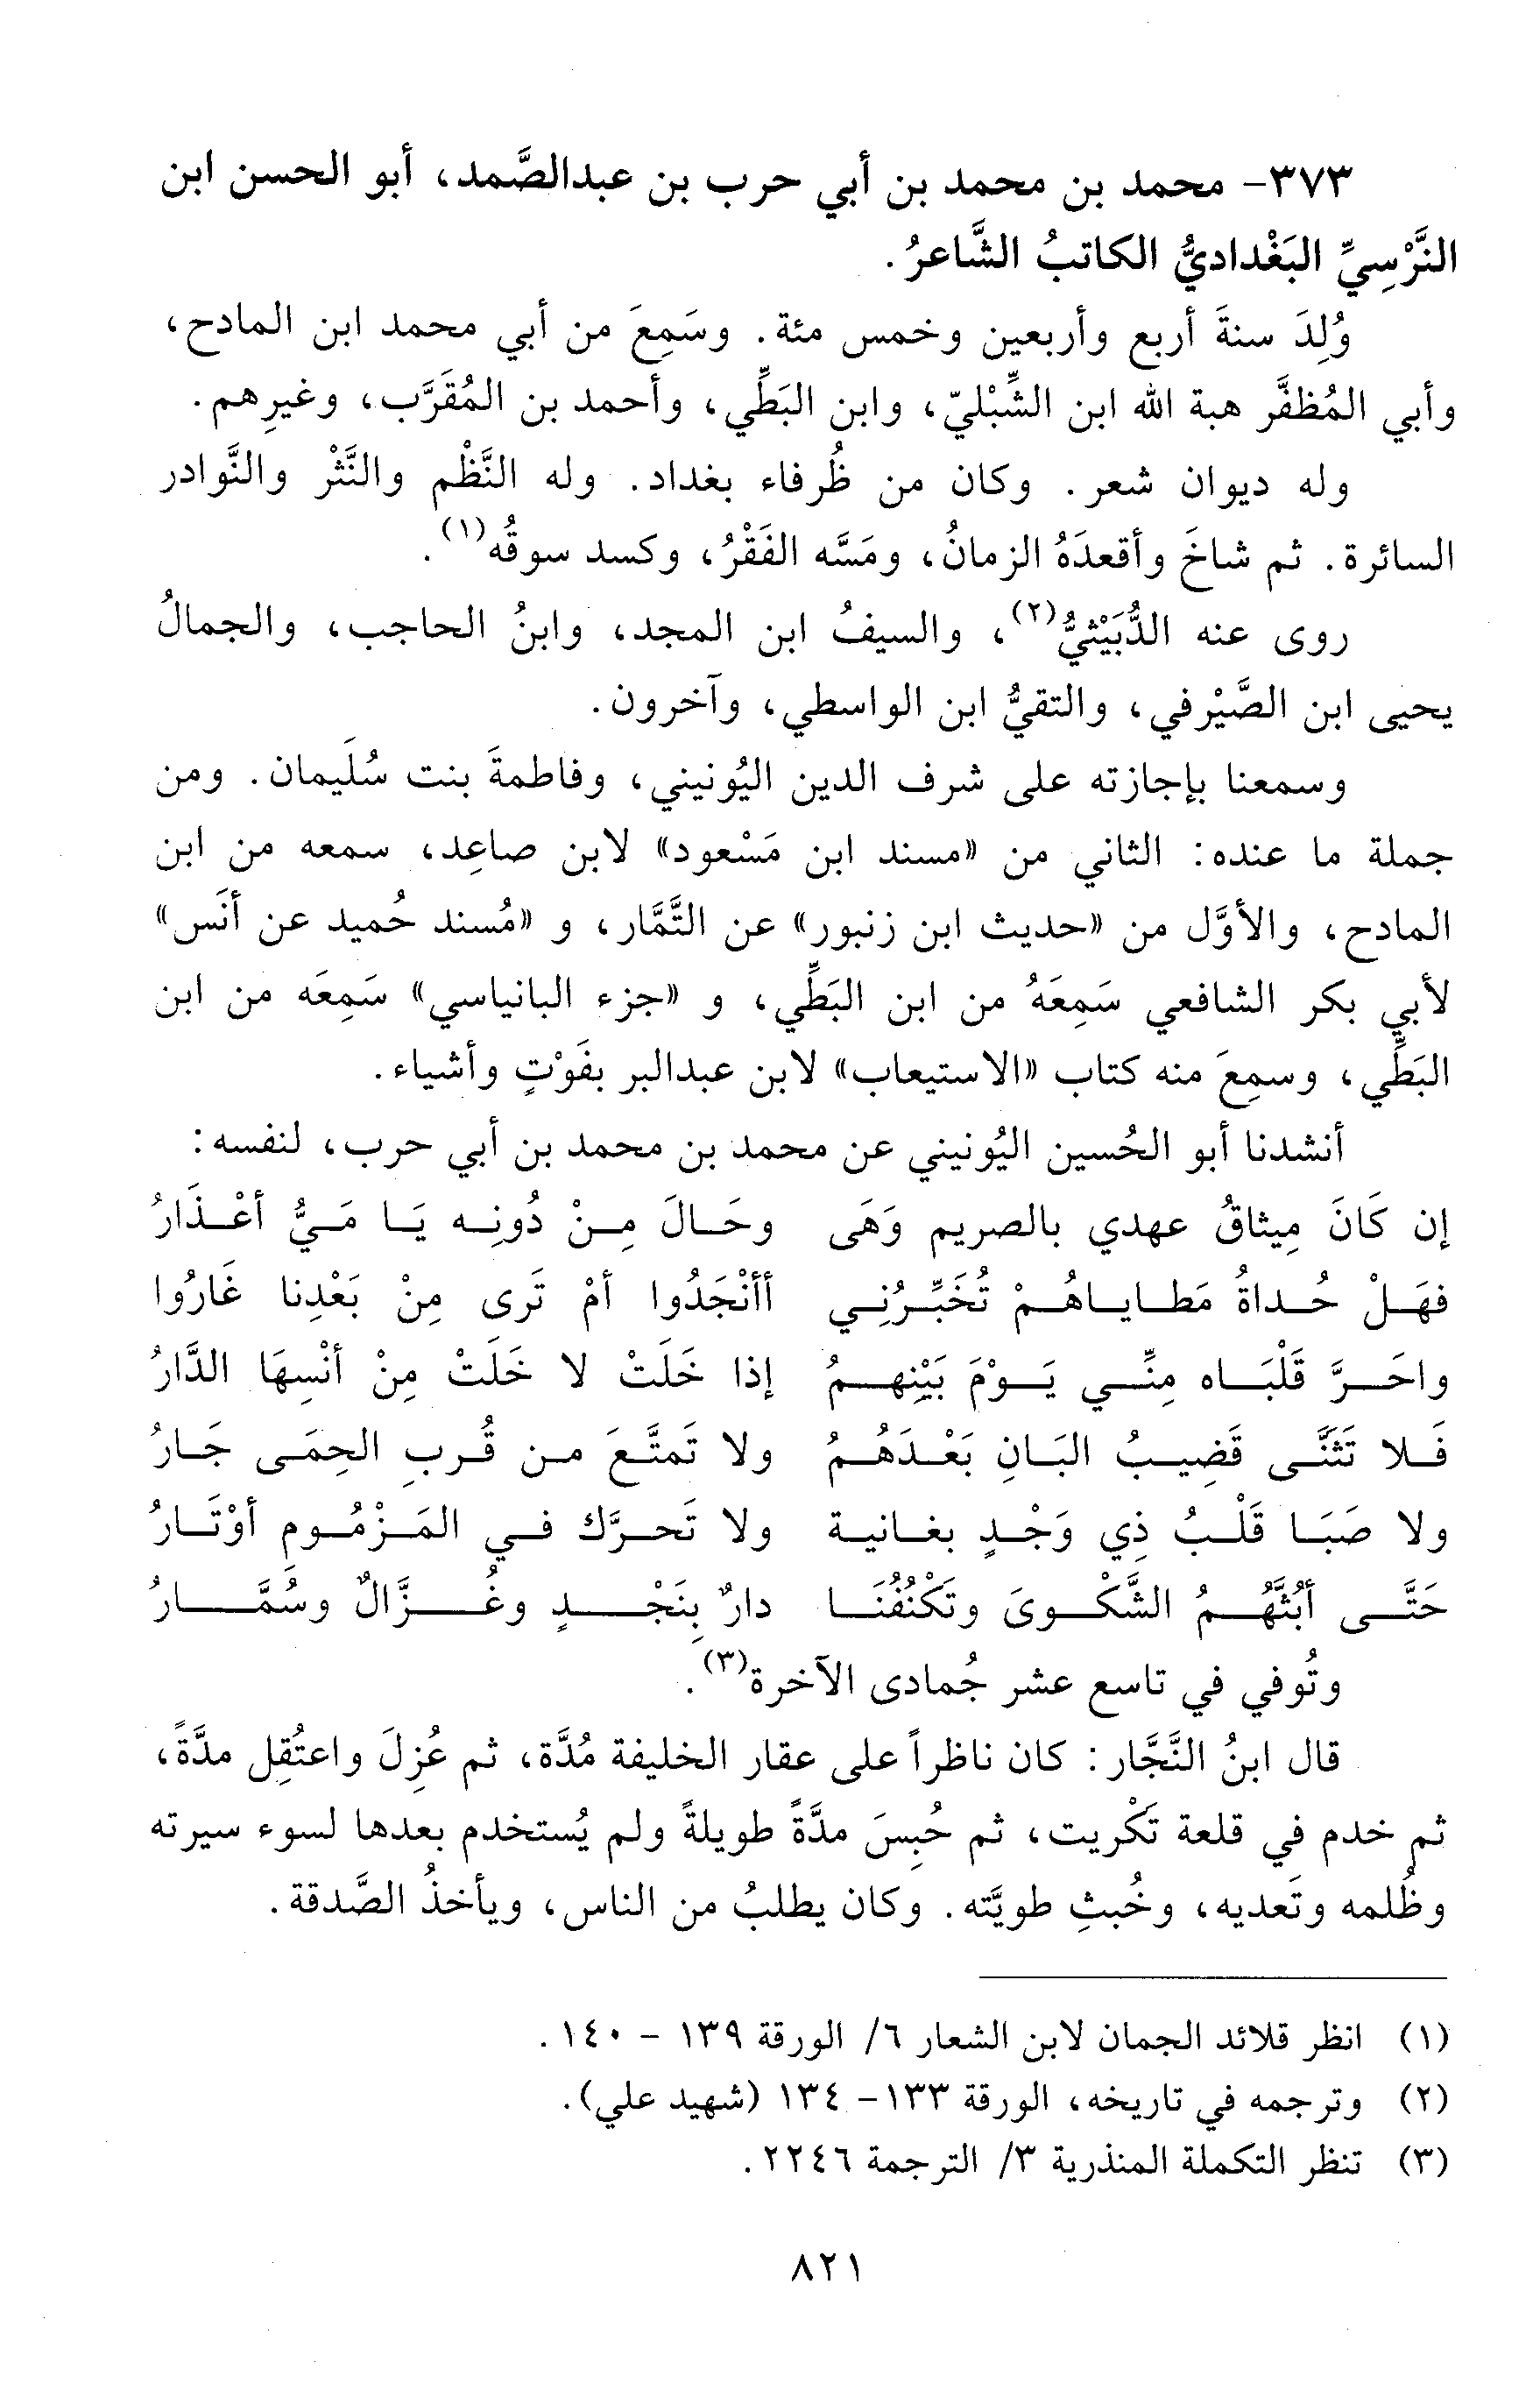 ٣٧٣- محمد بن محمد بن أبي حرب بن عبدالصَّمد، أبو الحسن ابن
النَّرْسِيِّ البَغْداديُّ الكاتبُ الشَّاعرُ.
وُلِدَ سنةَ أربع وأربعين وخمس مئة. وسَمِعَ من أبي محمد ابن المادح،
وأبي المُظفَّر هبة الله ابن الشِّبْليّ، وابن البَطِّي، وأحمد بن المُقَرَّب، وغيرِهم.
وله ديوان شعر. وكان من ظُرفاء بغداد. وله النَّظْم والنَّثْر والنَّوادر
السائرة. ثم شاخَ وأقعدَهُ الزمانُ، ومَسَّه الفَقْرُ، وكسد سوقُه(١).
روى عنه الدُّبَيْثيُّ(٢)، والسيفُ ابن المجد، وابنُ الحاجب، والجمالُ
يحيى ابن الصَّيْرفي، والتقيُّ ابن الواسطي، وآخرون.
وسمعنا بإجازته على شرف الدين اليُونيني، وفاطمةَ بنت سُلَيمان. ومن
جملة ما عنده: الثاني من «مسند ابن مَسْعود» لابن صاعِد، سمعه من ابن
المادح، والأوَّل من «حديث ابن زنبور» عن التَّمَّار، و «مُسند حُميد عن أنَس»
لأبي بكر الشافعي سَمِعَهُ من ابن البَطِّي، و «جزء البانياسي» سَمِعَه من ابن
البَطِّي، وسمِعَ منه كتاب «الاستيعاب» لابن عبدالبر بفَوْتٍ وأشياء.
أنشدنا أبو الحُسين اليُونيني عن محمد بن محمد بن أبي حرب، لنفسه:
إن كَانَ مِيثاقُ عهدي بالصريم وَهَى وحَالَ مِنْ دُونِه يَا مَيُّ أعْذَارُ
فهَلْ حُداةُ مَطاياهُمْ تُخَبِّرُنِي أأنْجَدُوا أمْ تَرى مِنْ بَعْدِنا غَارُوا
واحَرَّ قَلْبَاه مِنِّي يَوْمَ بَيْنِهمُ إذا خَلَتْ لا خَلَتْ مِنْ أنْسِهَا الدَّارُ
فَلا تَثَنَّى قَضِيبُ البَانِ بَعْدَهُمُ ولا تَمتَّعَ من قُربِ الحِمَى جَارُ
ولا صَبَا قَلْبُ ذِي وَجْدٍ بغانية ولا تَحرَّك في المَزْمُومِ أوْتَارُ
حَتَّى أبُثَّهُمُ الشَّكْوىَ وتَكْنُفُنَا دارٌ بِنَجْدٍ وغُزَّالٌ وسُمَّارُ
وتُوفي في تاسع عشر جُمادى الآخرة(٣).
قال ابنُ النَّجَّار: كان ناظراً على عقار الخليفة مُدَّة، ثم عُزِلَ واعتُقِل مدَّةً،
ثم خدم في قلعة تَكْريت، ثم حُبِسَ مدَّةً طويلةً ولم يُستخدم بعدها لسوء سيرته
وظُلمه وتَعديه، وخُبثِ طويَّته. وكان يطلبُ من الناس، ويأخذُ الصَّدقة.
(١) انظر قلائد الجمان لابن الشعار ٦/ الورقة ١٣٩ - ١٤٠.
(٢) وترجمه في تاريخه، الورقة ١٣٣- ١٣٤ (شهيد علي).
(٣) تنظر التكملة المنذرية ٣/ الترجمة ٢٢٤٦.
٨٢١